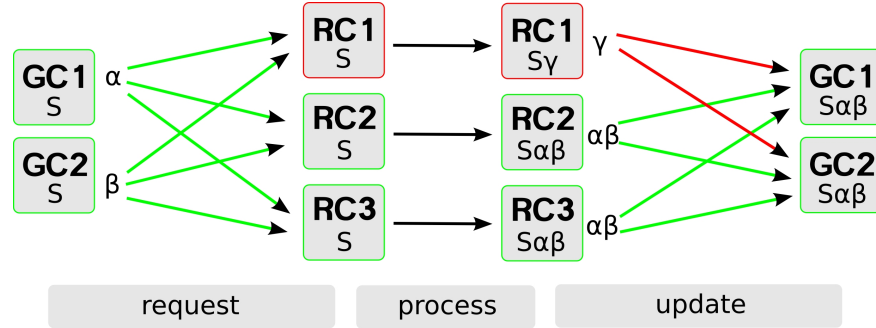 GC1
S
α
GC2
S
β
RC1
S
RC2
S
RC3
S
RC1
Sγ
γ
RC2
Sαβ
αβ
RC3
Sαβ
αβ
GC1
Sαβ
GC2
Sαβ
request
process
update